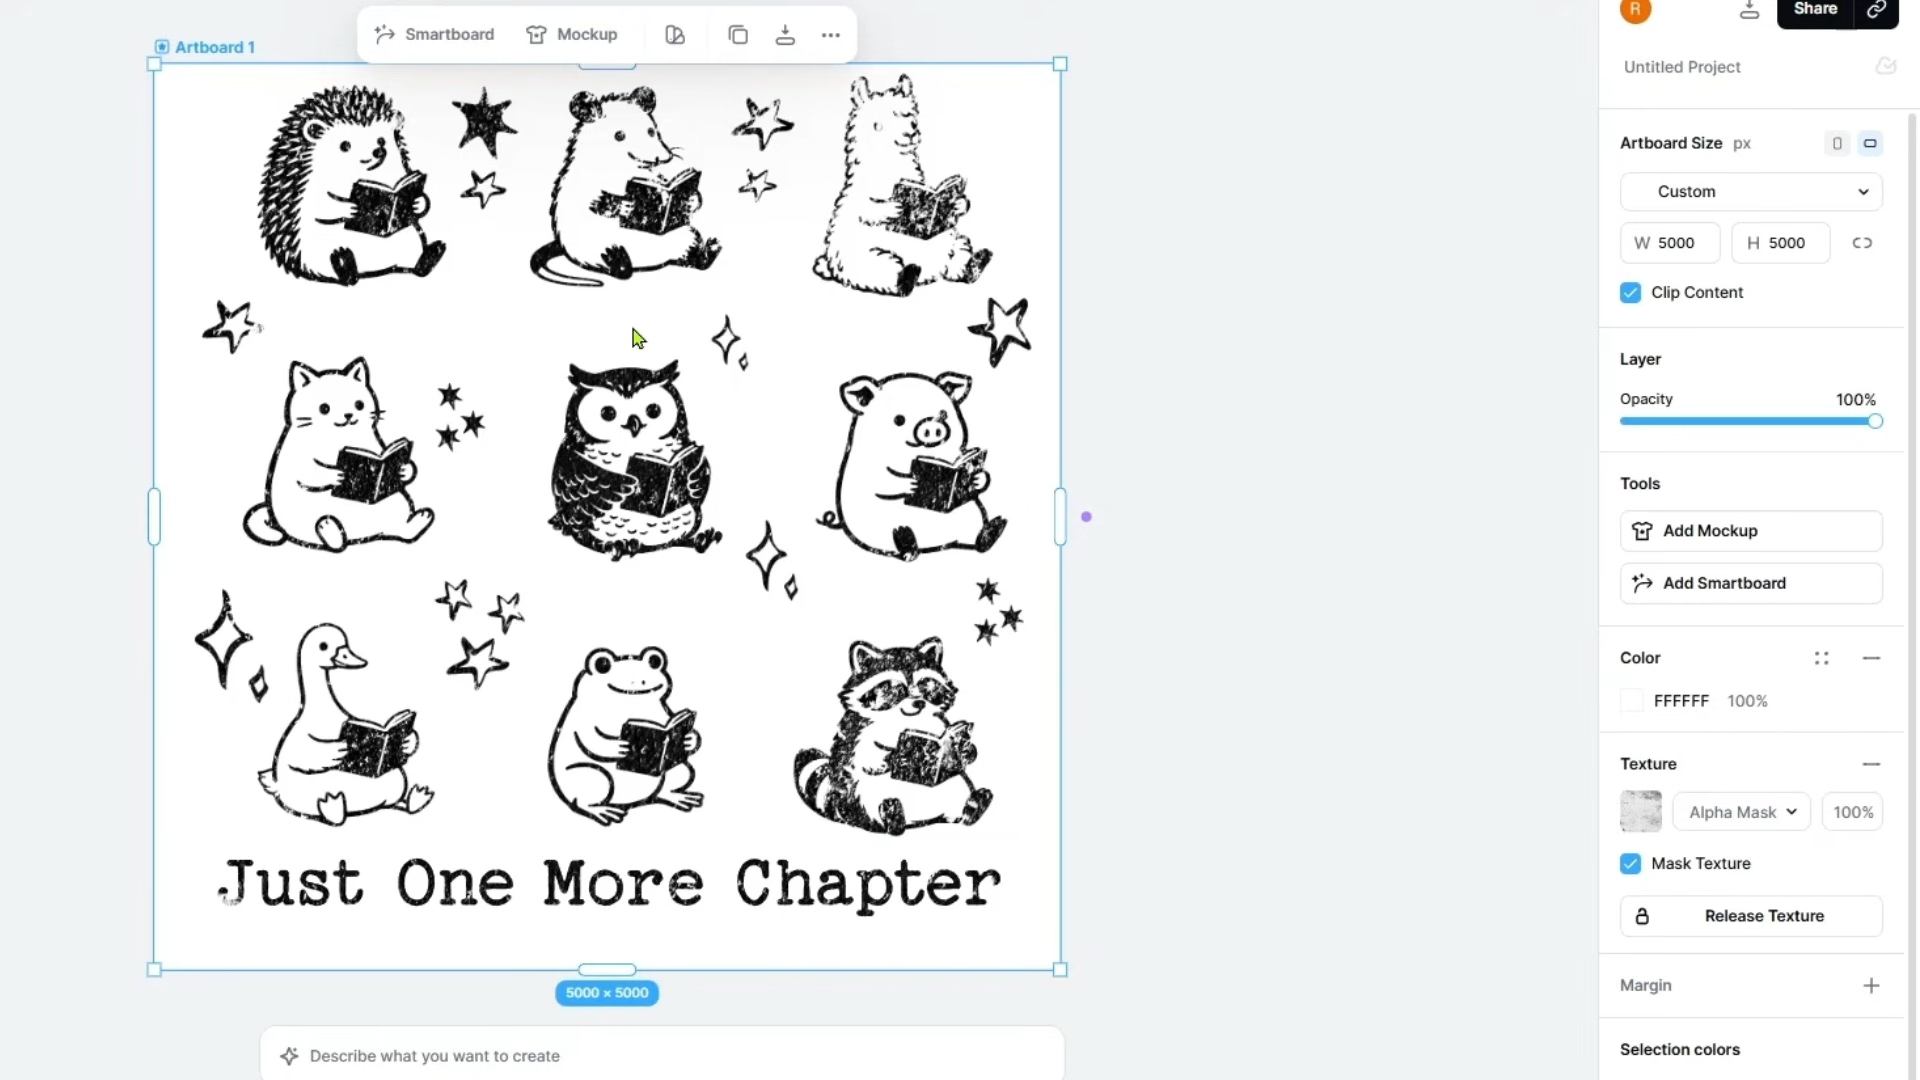 Artboard 1
Smartboard
Mockup
R
Share
Untitled Project
Artboard Size px
Custom
W 5000
H 5000
Clip Content
Layer
Opacity 100%
Tools
Add Mockup
Add Smartboard
Color
FFFFFF 100%
Texture
Alpha Mask 100%
Mask Texture
Release Texture
Margin
Selection colors
Just One More Chapter
5000 × 5000
Describe what you want to create